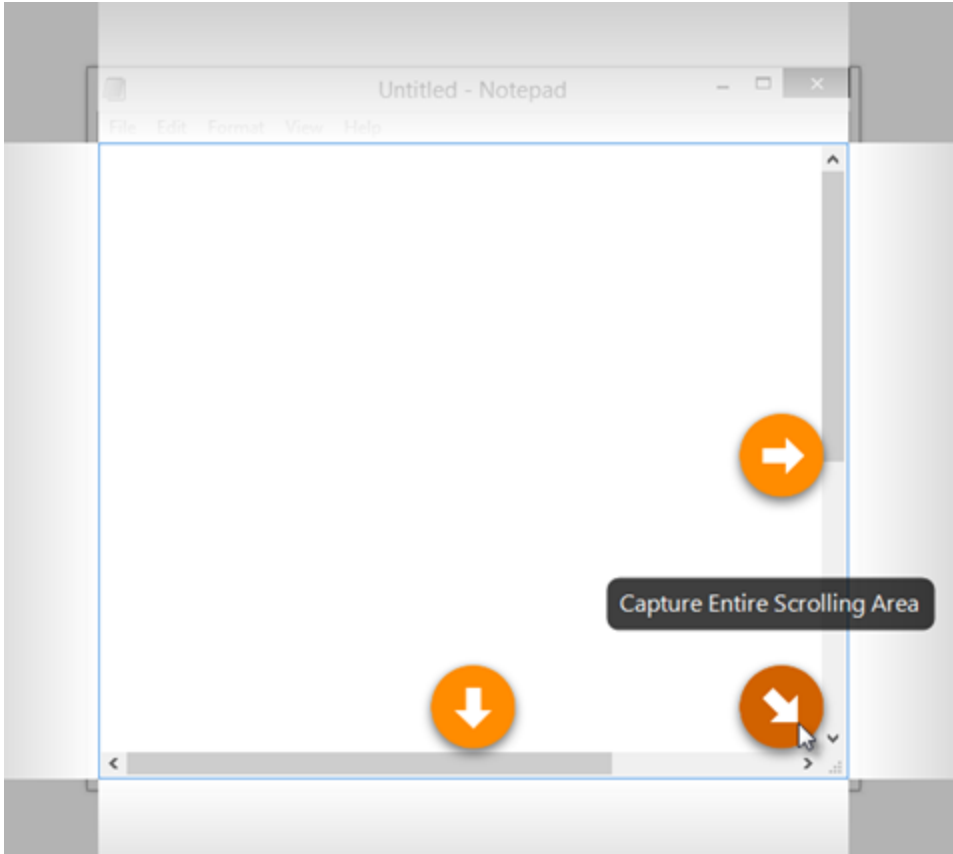 Untitled - Notepad
File Edit Format View Help
Capture Entire Scrolling Area